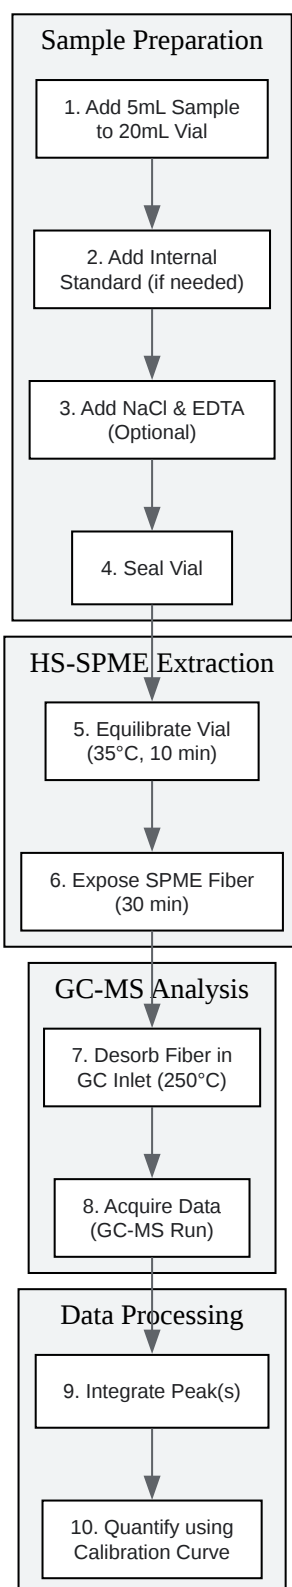 Sample Preparation
1. Add 5mL Sample
to 20mL Vial
2. Add Internal
Standard (if needed)
3. Add NaCl & EDTA
(Optional)
4. Seal Vial
HS-SPME Extraction
5. Equilibrate Vial
(35°C, 10 min)
6. Expose SPME Fiber
(30 min)
GC-MS Analysis
7. Desorb Fiber in
GC Inlet (250°C)
8. Acquire Data
(GC-MS Run)
Data Processing
9. Integrate Peak(s)
10. Quantify using
Calibration Curve